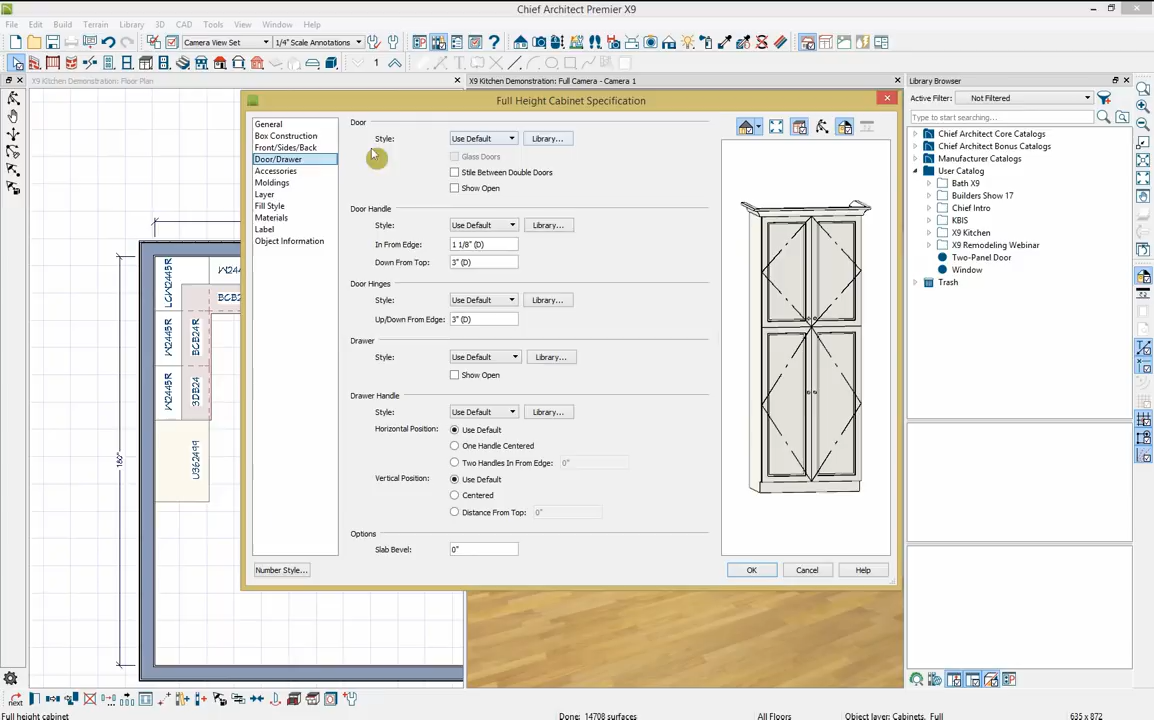 Chief Architect Premier X9
File Edit Build Terrain Library 3D CAD Tools View Window Help
Camera View Set 1/4" Scale Annotations
1
X9 Kitchen Demonstration: Floor Plan
X9 Kitchen Demonstration: Full Camera - Camera 1
Library Browser
Active Filter: Not Filtered
Type to start searching...
Chief Architect Core Catalogs
Chief Architect Bonus Catalogs
Manufacturer Catalogs
User Catalog
Bath X9
Builders Show 17
Chief Intro
KBIS
X9 Kitchen
X9 Remodeling Webinar
Two-Panel Door
Window
Trash
Full Height Cabinet Specification
General
Box Construction
Front/Sides/Back
Door/Drawer
Accessories
Moldings
Layer
Fill Style
Materials
Label
Object Information
Door
Style: Use Default Library...
Glass Doors
Stile Between Double Doors
Show Open
Door Handle
Style: Use Default Library...
In From Edge: 1 1/8" (D)
Down From Top: 3" (D)
Door Hinges
Style: Use Default Library...
Up/Down From Edge: 3" (D)
Drawer
Style: Use Default Library...
Show Open
Drawer Handle
Style: Use Default Library...
Horizontal Position: Use Default
One Handle Centered
Two Handles In From Edge: 0"
Vertical Position: Use Default
Centered
Distance From Top: 0"
Options
Slab Bevel: 0"
Number Style... OK Cancel Help
W2445R
BCB24R
W2445R
3DB24
U362499
next
Full height cabinet Done: 14708 surfaces All Floors Object layer: Cabinets, Full 635 x 872